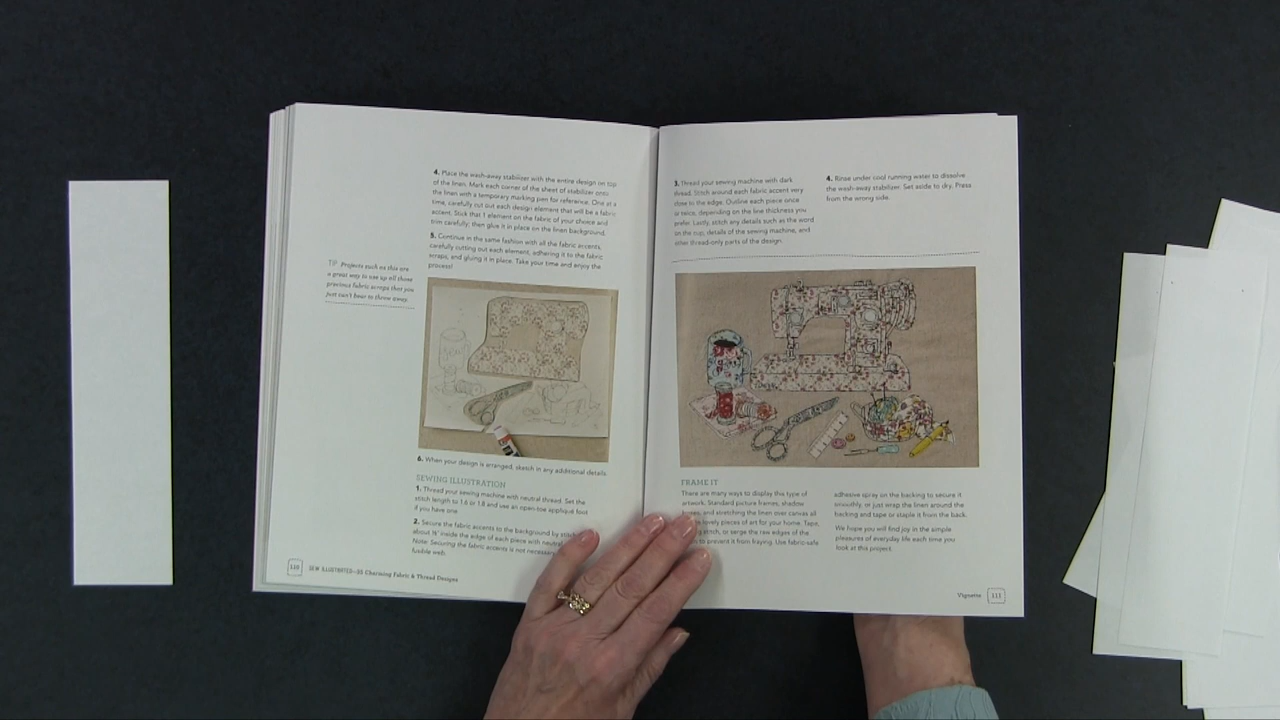 4. Place the wash-away stabilizer with the entire design on top
of the linen. Mark each corner of the sheet of stabilizer onto
the linen with a temporary marking pen for reference. One at a
time, carefully cut out each design element that will be a fabric
accent. Stick that 1 element on the fabric of your choice and
trim carefully; then glue it in place on the linen background.
5. Continue in the same fashion with all the fabric accents,
carefully cutting out each element, adhering it to the fabric
scraps, and gluing it in place. Take your time and enjoy the
process!
TIP Projects such as this are
a great way to use up all those
precious fabric scraps that you
just can't bear to throw away.
6. When your design is arranged, sketch in any additional details.
SEWING ILLUSTRATION
1. Thread your sewing machine with neutral thread. Set the
stitch length to 1.6 or 1.8 and use an open-toe appliqué foot
if you have one.
2. Secure the fabric accents to the background by
about ⅛" inside the edge of each piece with
Note: Securing the fabric accents is not
fusible web.
110 SEW ILLUSTRATED—35 Charming Fabric & Thread Designs
3. Thread your sewing machine with dark
thread. Stitch around each fabric accent very
close to the edge. Outline each piece once
or twice, depending on the line thickness you
prefer. Lastly, stitch any details such as the word
on the cup, details of the sewing machine, and
other thread-only parts of the design.
4. Rinse under cool running water to dissolve
the wash-away stabilizer. Set aside to dry. Press
from the wrong side.
FRAME IT
There are many ways to display this type of
artwork. Standard picture frames, shadow
and stretching the linen over canvas all
lovely pieces of art for your home. Tape,
stitch, or serge the raw edges of the
to prevent it from fraying. Use fabric-safe
adhesive spray on the backing to secure it
smoothly, or just wrap the linen around the
backing and tape or staple it from the back.
We hope you will find joy in the simple
pleasures of everyday life each time you
look at this project.
Vignette 111